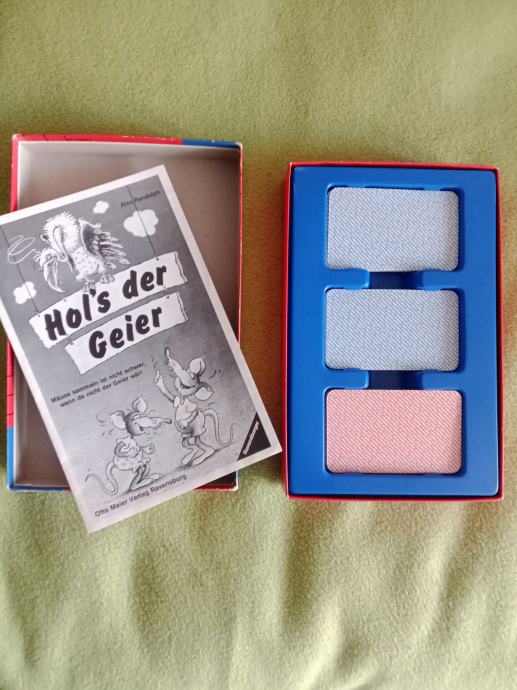 Alex Randolph
Hol's der
Geier
Mäuse sammeln ist nicht schwer,
wenn da nicht der Geier wär!
Ravensburger
Otto Maier Verlag Ravensburg